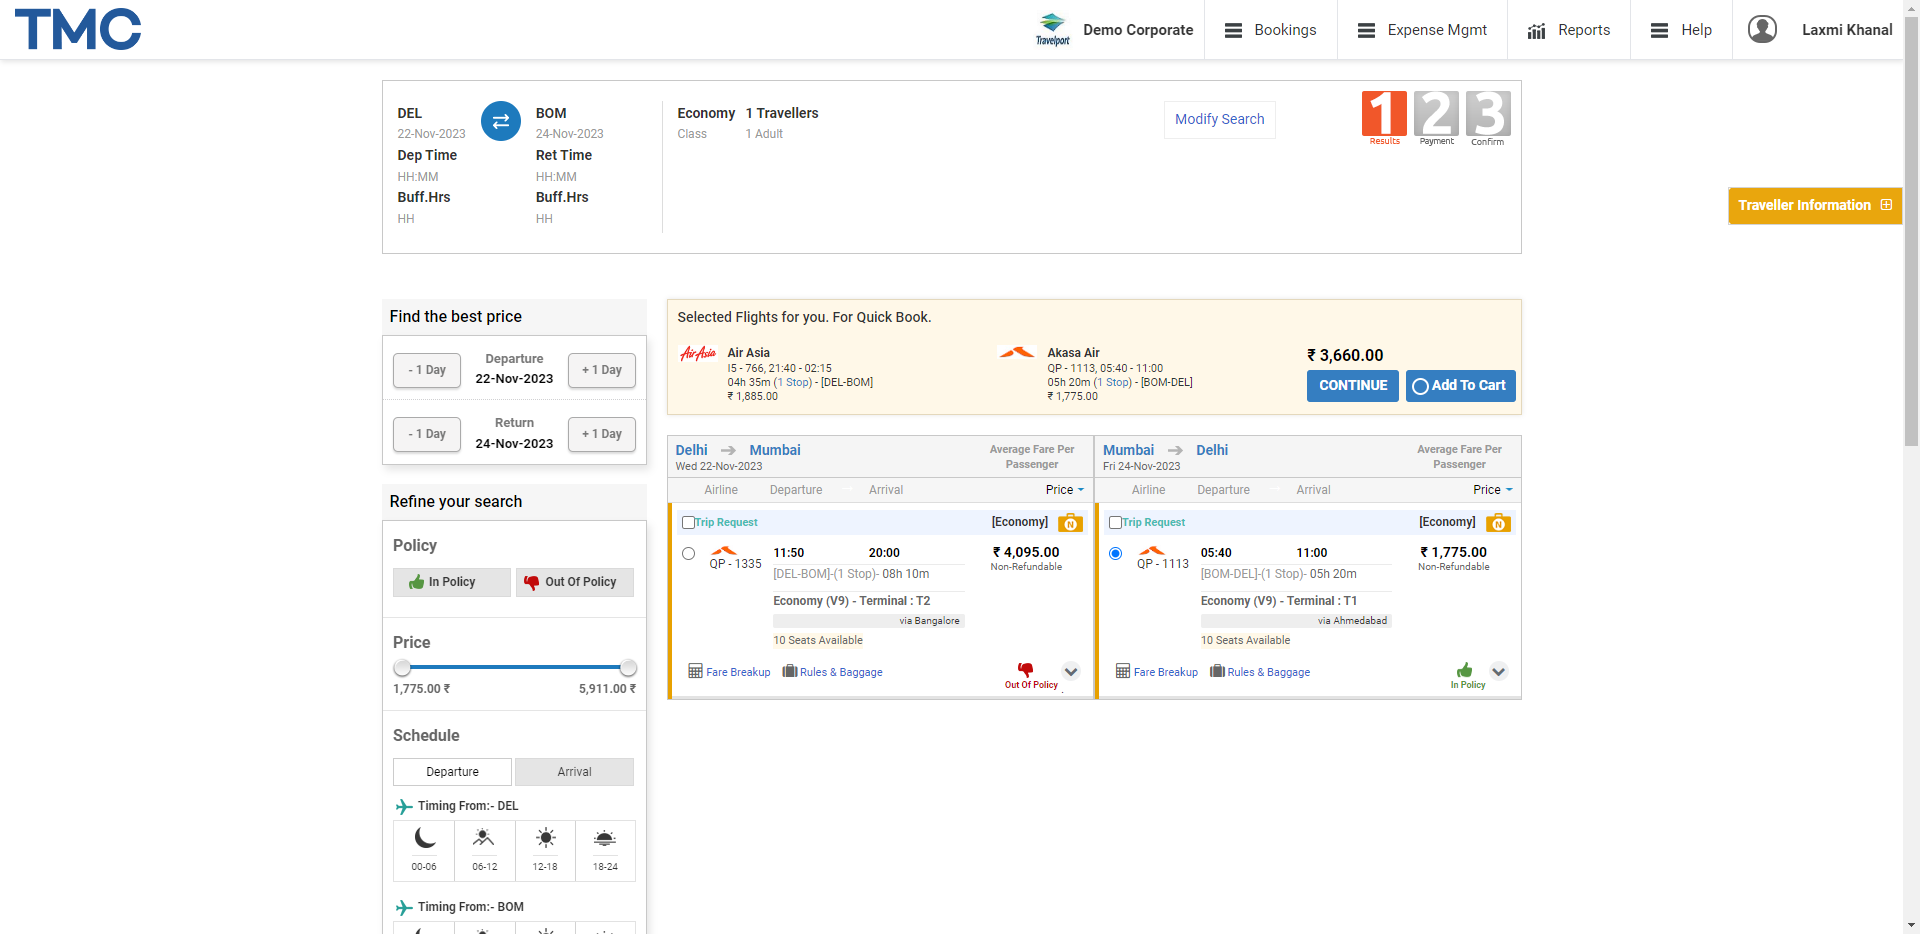 TMC
Travelport
Demo Corporate
Bookings
Expense Mgmt
Reports
Help
Laxmi Khanal
DEL
22-Nov-2023
Dep Time
HH:MM
Buff.Hrs
HH
BOM
24-Nov-2023
Ret Time
HH:MM
Buff.Hrs
HH
Economy
Class
1 Travellers
1 Adult
Modify Search
1
Results
2
Payment
3
Confirm
Traveller Information
Find the best price
- 1 Day
Departure
22-Nov-2023
+ 1 Day
- 1 Day
Return
24-Nov-2023
+ 1 Day
Refine your search
Policy
In Policy
Out Of Policy
Price
1,775.00 ₹
5,911.00 ₹
Schedule
Departure
Arrival
Timing From:- DEL
00-06
06-12
12-18
18-24
Timing From:- BOM
Selected Flights for you. For Quick Book.
AirAsia
Air Asia
I5 - 766, 21:40 - 02:15
04h 35m (1 Stop) - [DEL-BOM]
₹ 1,885.00
Akasa Air
QP - 1113, 05:40 - 11:00
05h 20m (1 Stop) - [BOM-DEL]
₹ 1,775.00
₹ 3,660.00
CONTINUE
Add To Cart
Delhi
Mumbai
Wed 22-Nov-2023
Average Fare Per
Passenger
Airline
Departure
Arrival
Price
Trip Request
[Economy]
N
QP - 1335
11:50
20:00
[DEL-BOM]-(1 Stop)- 08h 10m
Economy (V9) - Terminal : T2
via Bangalore
10 Seats Available
₹ 4,095.00
Non-Refundable
Fare Breakup
Rules & Baggage
Out Of Policy
Mumbai
Delhi
Fri 24-Nov-2023
Average Fare Per
Passenger
Airline
Departure
Arrival
Price
Trip Request
[Economy]
N
QP - 1113
05:40
11:00
[BOM-DEL]-(1 Stop)- 05h 20m
Economy (V9) - Terminal : T1
via Ahmedabad
10 Seats Available
₹ 1,775.00
Non-Refundable
Fare Breakup
Rules & Baggage
In Policy